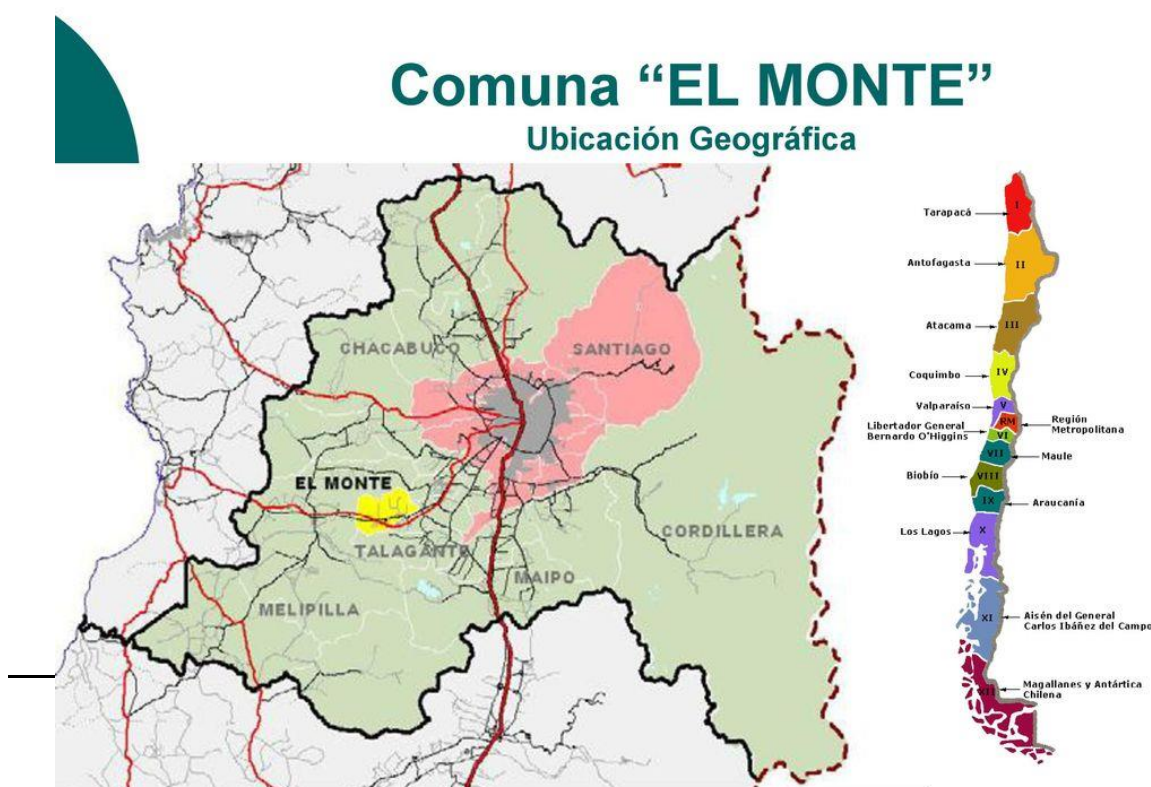 Comuna “EL MONTE”
Ubicación Geográfica
CHACABUCO
SANTIAGO
EL MONTE
TALAGANTE
CORDILLERA
MAIPO
MELIPILLA
Tarapacá
I
Antofagasta
II
Atacama
III
Coquimbo
IV
Valparaíso
V
RM
Región
Metropolitana
Libertador General
Bernardo O'Higgins
VI
VII
Maule
Biobío
VIII
IX
Araucanía
Los Lagos
X
XI
Aisén del General
Carlos Ibáñez del Campo
XII
Magallanes y Antártica
Chilena